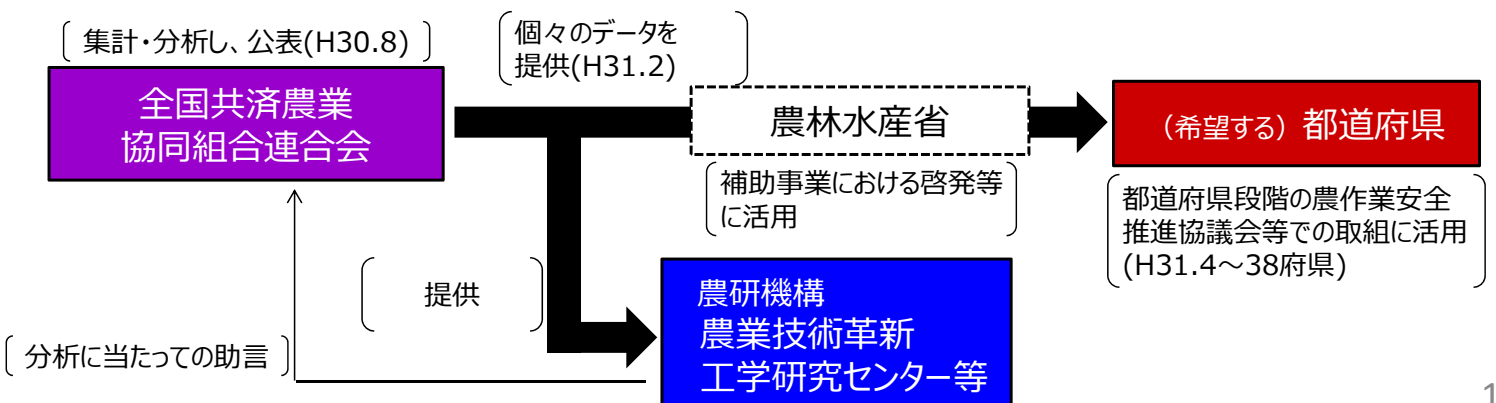 集計・分析し、公表(H30.8)
個々のデータを
提供(H31.2)
全国共済農業
協同組合連合会
農林水産省
（希望する）都道府県
補助事業における啓発等
に活用
都道府県段階の農作業安全
推進協議会等での取組に活用
(H31.4～38府県)
提供
農研機構
農業技術革新
工学研究センター等
分析に当たっての助言
1